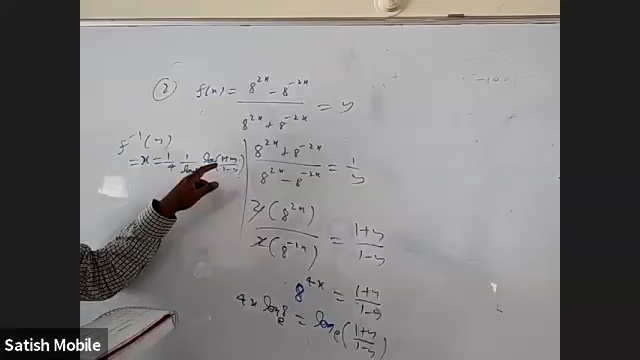 ② f(x) = (8^{2x} - 8^{-2x}) / (8^{2x} + 8^{-2x}) = y
f^{-1}(y)
= x = 1/4 1/log log((1+y)/(1-y))
(8^{2x} + 8^{-2x}) / (8^{2x} - 8^{-2x}) = 1/y
2(8^{2x}) / 2(8^{-2x}) = (1+y)/(1-y)
8^{4x} = (1+y)/(1-y)
4x log_e 8 = log_e((1+y)/(1-y))
Satish Mobile